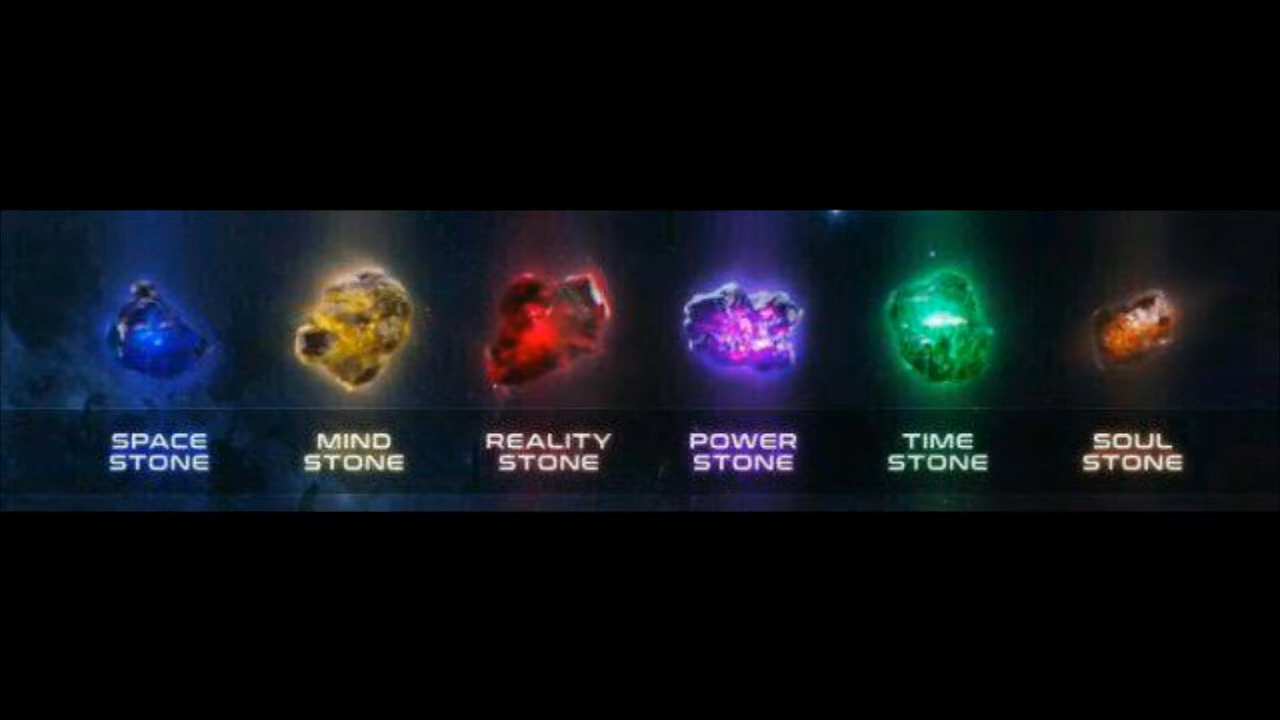 SPACE
STONE
MIND
STONE
REALITY
STONE
POWER
STONE
TIME
STONE
SOUL
STONE